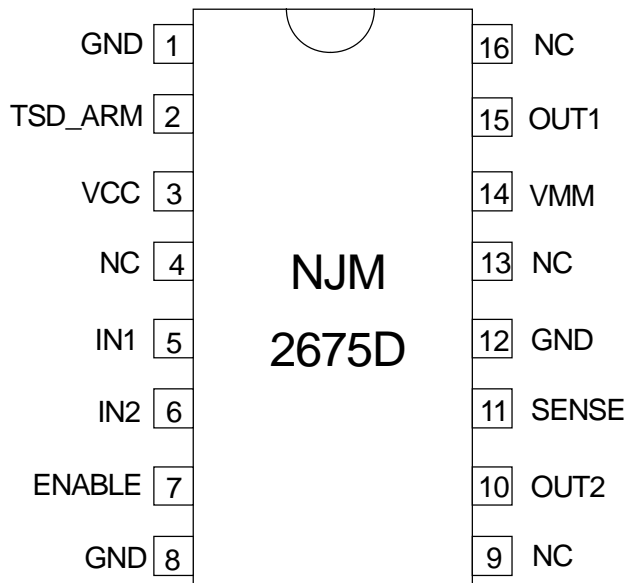 GND 1 16 NC
TSD_ARM 2 15 OUT1
VCC 3 14 VMM
NC 4 13 NC
NJM
IN1 5 12 GND
2675D
IN2 6 11 SENSE
ENABLE 7 10 OUT2
GND 8 9 NC